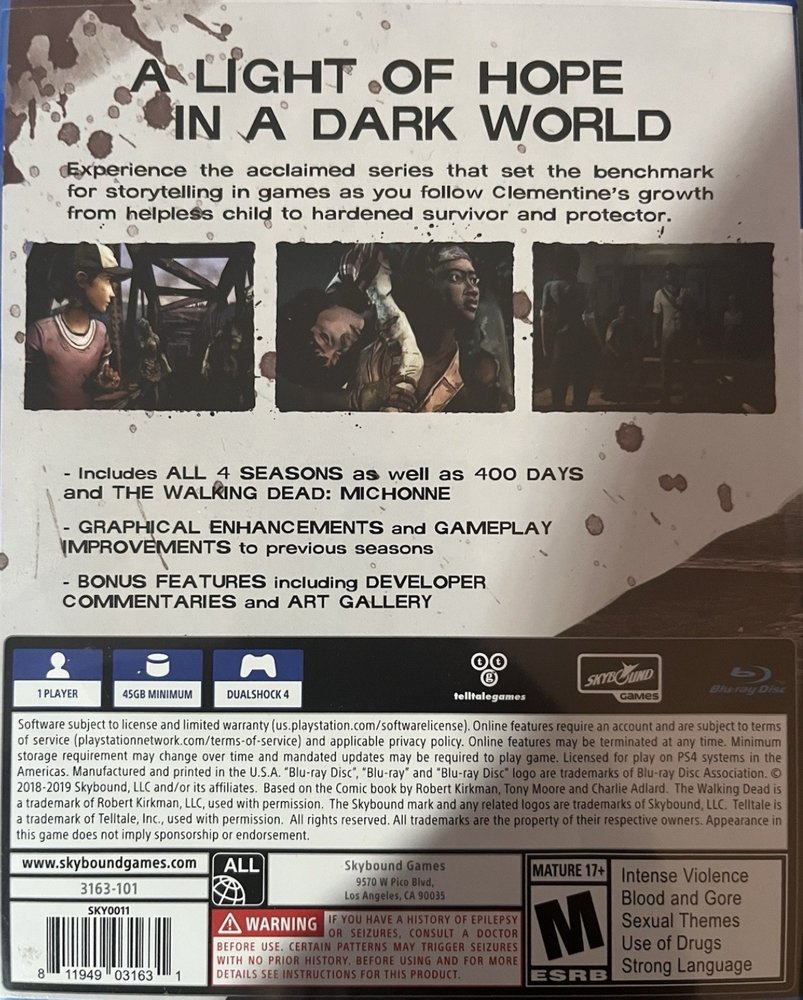 A LIGHT OF HOPE
IN A DARK WORLD
Experience the acclaimed series that set the benchmark
for storytelling in games as you follow Clementine's growth
from helpless child to hardened survivor and protector.
- Includes ALL 4 SEASONS as well as 400 DAYS
and THE WALKING DEAD: MICHONNE
- GRAPHICAL ENHANCEMENTS and GAMEPLAY
IMPROVEMENTS to previous seasons
- BONUS FEATURES including DEVELOPER
COMMENTARIES and ART GALLERY
1 PLAYER
45GB MINIMUM
DUALSHOCK 4
ttg
telltalegames
SKYBOUND
GAMES
Blu-ray Disc™
Software subject to license and limited warranty (us.playstation.com/softwarelicense). Online features require an account and are subject to terms
of service (playstationnetwork.com/terms-of-service) and applicable privacy policy. Online features may be terminated at any time. Minimum
storage requirement may change over time and mandated updates may be required to play game. Licensed for play on PS4 systems in the
Americas. Manufactured and printed in the U.S.A. "Blu-ray Disc", "Blu-ray" and "Blu-ray Disc" logo are trademarks of Blu-ray Disc Association. ©
2018-2019 Skybound, LLC and/or its affiliates. Based on the Comic book by Robert Kirkman, Tony Moore and Charlie Adlard. The Walking Dead is
a trademark of Robert Kirkman, LLC, used with permission. The Skybound mark and any related logos are trademarks of Skybound, LLC. Telltale is
a trademark of Telltale, Inc., used with permission. All rights reserved. All trademarks are the property of their respective owners. Appearance in
this game does not imply sponsorship or endorsement.
www.skyboundgames.com
3163-101
SKY0011
8 11949 03163 1
ALL
Skybound Games
9570 W Pico Blvd,
Los Angeles, CA 90035
WARNING IF YOU HAVE A HISTORY OF EPILEPSY
OR SEIZURES, CONSULT A DOCTOR
BEFORE USE. CERTAIN PATTERNS MAY TRIGGER SEIZURES
WITH NO PRIOR HISTORY. BEFORE USING AND FOR MORE
DETAILS SEE INSTRUCTIONS FOR THIS PRODUCT.
MATURE 17+
M
ESRB
Intense Violence
Blood and Gore
Sexual Themes
Use of Drugs
Strong Language